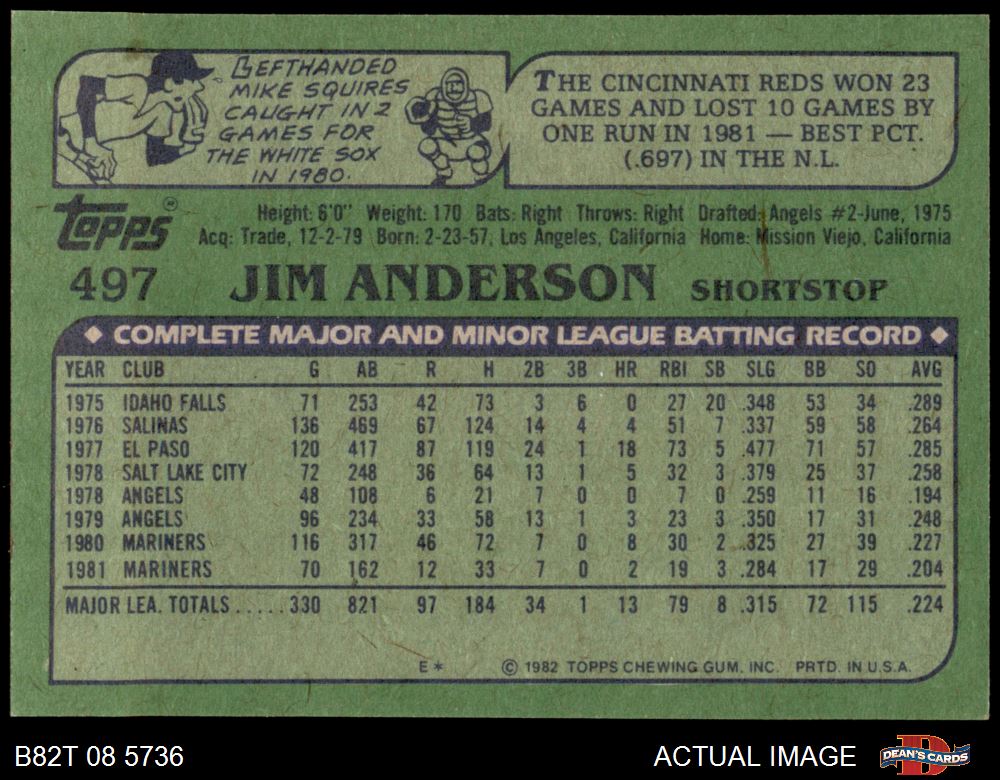 LEFTHANDED
MIKE SQUIRES
CAUGHT IN 2
GAMES FOR
THE WHITE SOX
IN 1980.
THE CINCINNATI REDS WON 23
GAMES AND LOST 10 GAMES BY
ONE RUN IN 1981 — BEST PCT.
(.697) IN THE N.L.
topps®
Height: 6'0" Weight: 170 Bats: Right Throws: Right Drafted: Angels #2-June, 1975
Acq: Trade, 12-2-79 Born: 2-23-57, Los Angeles, California Home: Mission Viejo, California
497 JIM ANDERSON SHORTSTOP
◆ COMPLETE MAJOR AND MINOR LEAGUE BATTING RECORD ◆
YEAR CLUB G AB R H 2B 3B HR RBI SB SLG BB SO AVG
1975 IDAHO FALLS 71 253 42 73 3 6 0 27 20 .348 53 34 .289
1976 SALINAS 136 469 67 124 14 4 4 51 7 .337 59 58 .264
1977 EL PASO 120 417 87 119 24 1 18 73 5 .477 71 57 .285
1978 SALT LAKE CITY 72 248 36 64 13 1 5 32 3 .379 25 37 .258
1978 ANGELS 48 108 6 21 7 0 0 7 0 .259 11 16 .194
1979 ANGELS 96 234 33 58 13 1 3 23 3 .350 17 31 .248
1980 MARINERS 116 317 46 72 7 0 8 30 2 .325 27 39 .227
1981 MARINERS 70 162 12 33 7 0 2 19 3 .284 17 29 .204
MAJOR LEA. TOTALS.....330 821 97 184 34 1 13 79 8 .315 72 115 .224
E* © 1982 TOPPS CHEWING GUM, INC. PRTD. IN U.S.A.
B82T 08 5736
ACTUAL IMAGE
D
DEAN'S CARDS